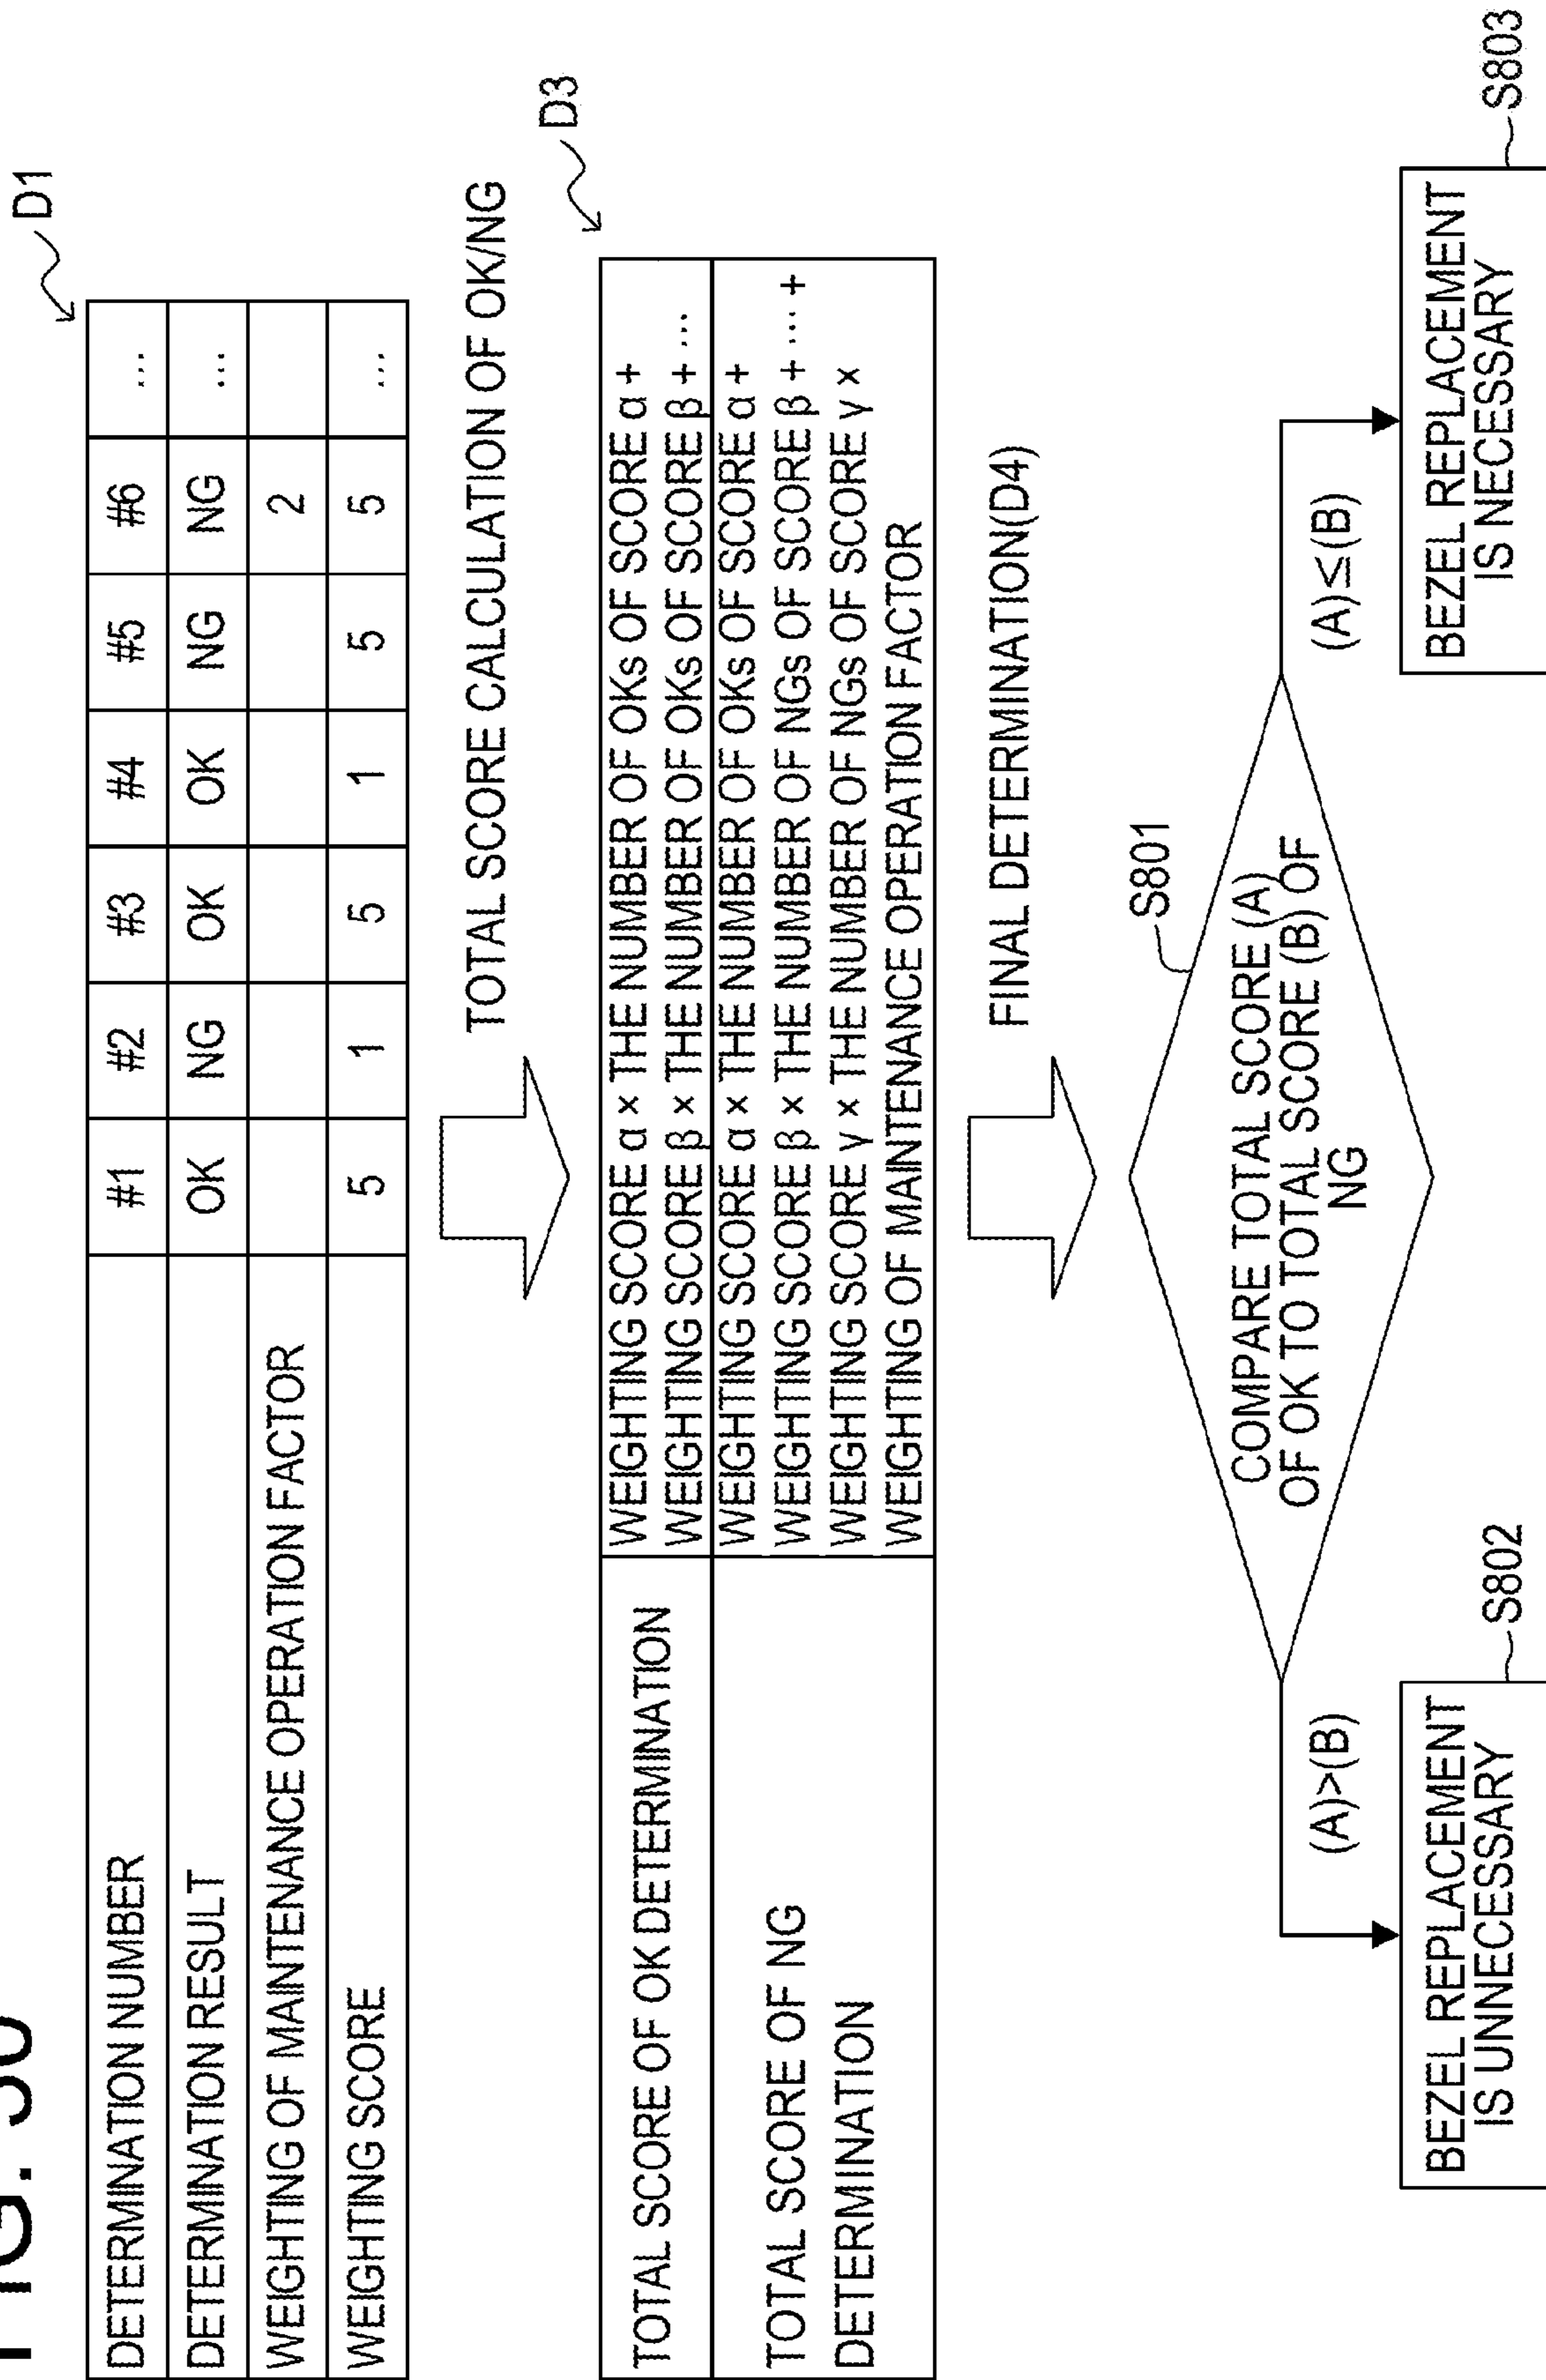 FIG. 30
D1
DETERMINATION NUMBER #1 #2 #3 #4 #5 #6 ...
DETERMINATION RESULT OK NG OK OK NG NG ...
WEIGHTING OF MAINTENANCE OPERATION FACTOR 2
WEIGHTING SCORE 5 1 5 1 5 5 ...
TOTAL SCORE CALCULATION OF OK/NG
D3
TOTAL SCORE OF OK DETERMINATION
WEIGHTING SCORE α × THE NUMBER OF OKs OF SCORE α +
WEIGHTING SCORE β × THE NUMBER OF OKs OF SCORE β + ...
TOTAL SCORE OF NG
DETERMINATION
WEIGHTING SCORE α × THE NUMBER OF OKs OF SCORE α +
WEIGHTING SCORE β × THE NUMBER OF NGs OF SCORE β + ... +
WEIGHTING SCORE γ × THE NUMBER OF NGs OF SCORE γ ×
WEIGHTING OF MAINTENANCE OPERATION FACTOR
FINAL DETERMINATION(D4)
S801
COMPARE TOTAL SCORE (A)
OF OK TO TOTAL SCORE (B) OF
NG
(A)>(B)
(A)≤(B)
S802
BEZEL REPLACEMENT
IS UNNECESSARY
S803
BEZEL REPLACEMENT
IS NECESSARY